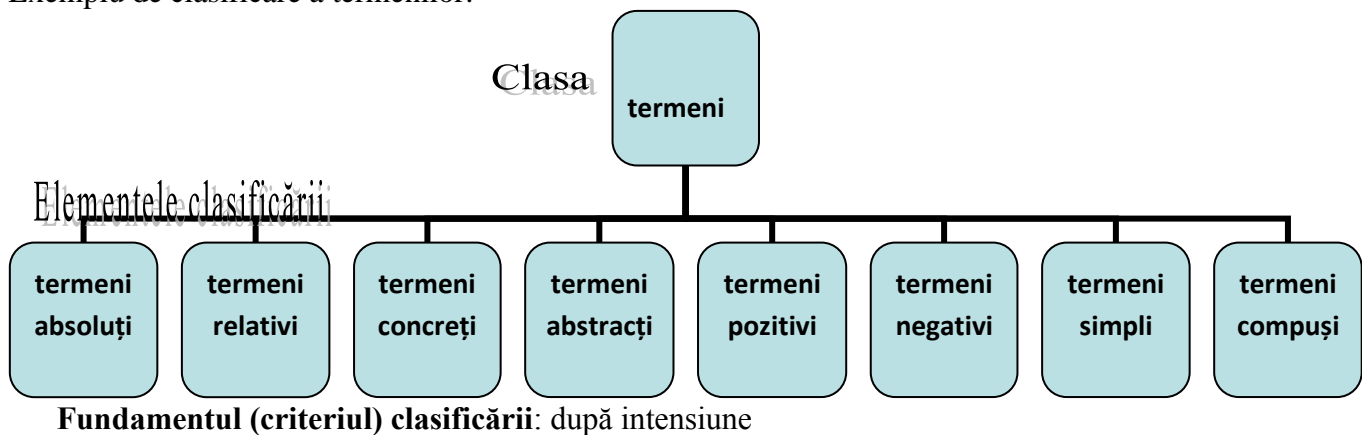 Exemplu de clasificare a termenilor:
Clasa
termeni
Elementele clasificării
termeni
absoluți
termeni
relativi
termeni
concreți
termeni
abstracți
termeni
pozitivi
termeni
negativi
termeni
simpli
termeni
compuși
Fundamentul (criteriul) clasificării: după intensiune